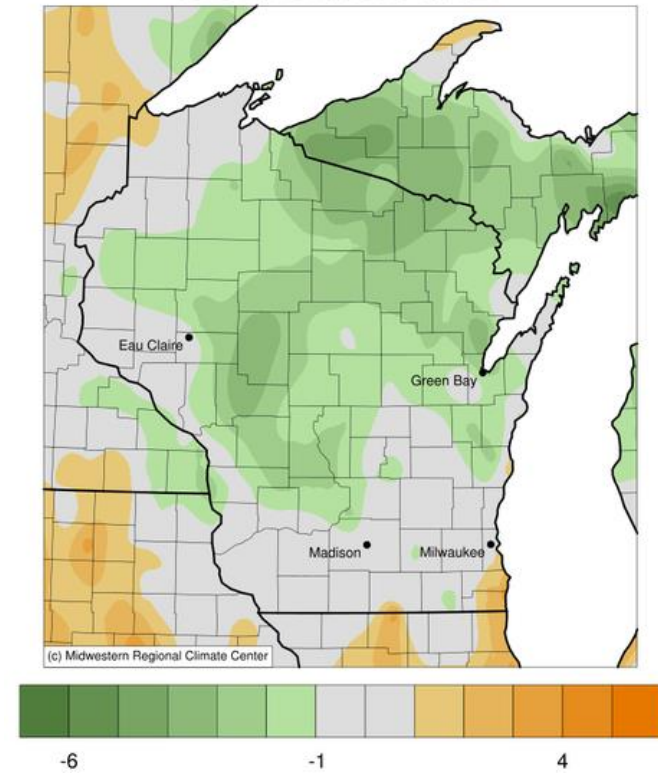 Eau Claire
Green Bay
Madison
Milwaukee
(c) Midwestern Regional Climate Center
-6 -1 4